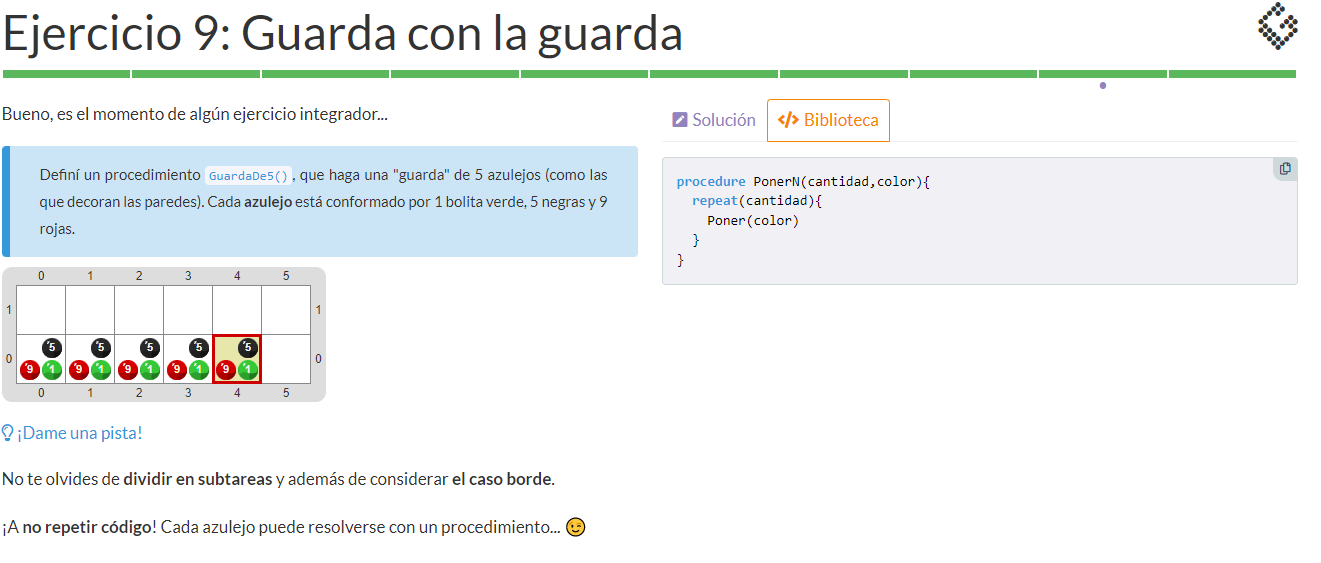 Ejercicio 9: Guarda con la guarda
Bueno, es el momento de algún ejercicio integrador...
Definí un procedimiento GuardaDe5(), que haga una "guarda" de 5 azulejos (como las
que decoran las paredes). Cada azulejo está conformado por 1 bolita verde, 5 negras y 9
rojas.
0 1 2 3 4 5
1 1
5 5 5 5 5
0 9 1 9 1 9 1 9 1 9 1 0
0 1 2 3 4 5
¡Dame una pista!
No te olvides de dividir en subtareas y además de considerar el caso borde.
¡A no repetir código! Cada azulejo puede resolverse con un procedimiento...
Solución </> Biblioteca
procedure PonerN(cantidad,color){
repeat(cantidad){
Poner(color)
}
}